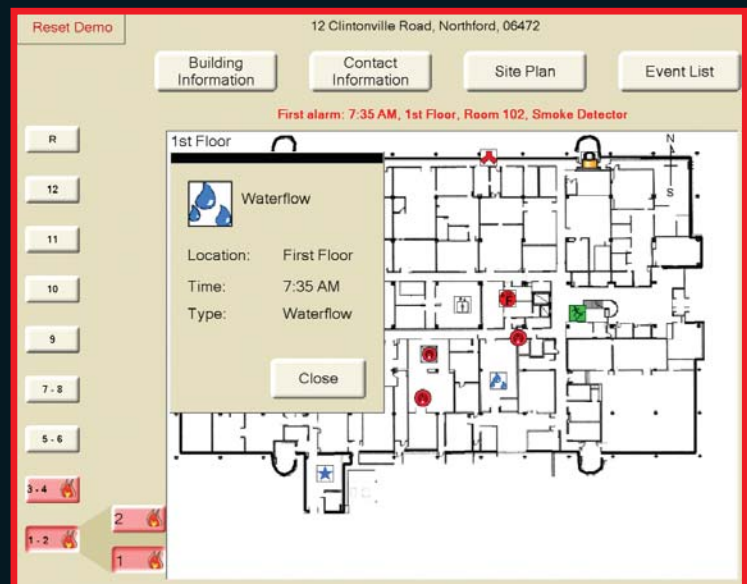 Reset Demo
12 Clintonville Road, Northford, 06472
Building
Information
Contact
Information
Site Plan
Event List
First alarm: 7:35 AM, 1st Floor, Room 102, Smoke Detector
R
12
11
10
9
7 - 8
5 - 6
3 - 4
1 - 2
2
1
1st Floor
Waterflow
Location: First Floor
Time: 7:35 AM
Type: Waterflow
Close
N
S
F